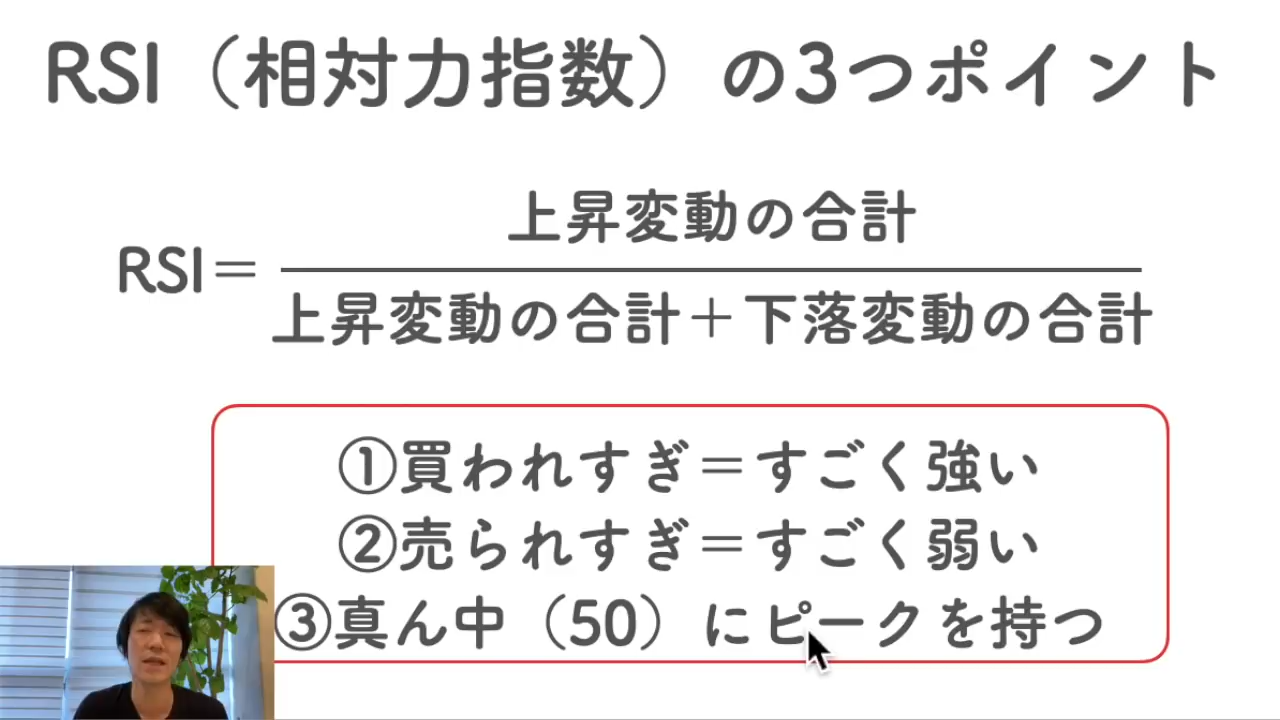 RSI（相対力指数）の3つポイント
上昇変動の合計
RSI＝
上昇変動の合計＋下落変動の合計
①買われすぎ＝すごく強い
②売られすぎ＝すごく弱い
③真ん中（50）にピークを持つ